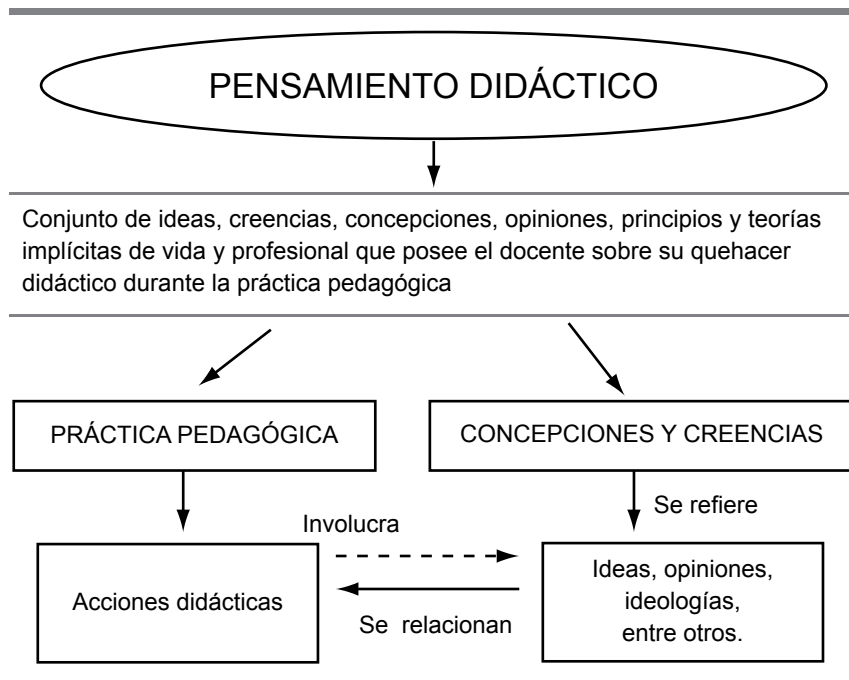 PENSAMIENTO DIDÁCTICO
Conjunto de ideas, creencias, concepciones, opiniones, principios y teorías
implícitas de vida y profesional que posee el docente sobre su quehacer
didáctico durante la práctica pedagógica
PRÁCTICA PEDAGÓGICA
CONCEPCIONES Y CREENCIAS
Se refiere
Involucra
Acciones didácticas
Ideas, opiniones,
ideologías,
entre otros.
Se relacionan